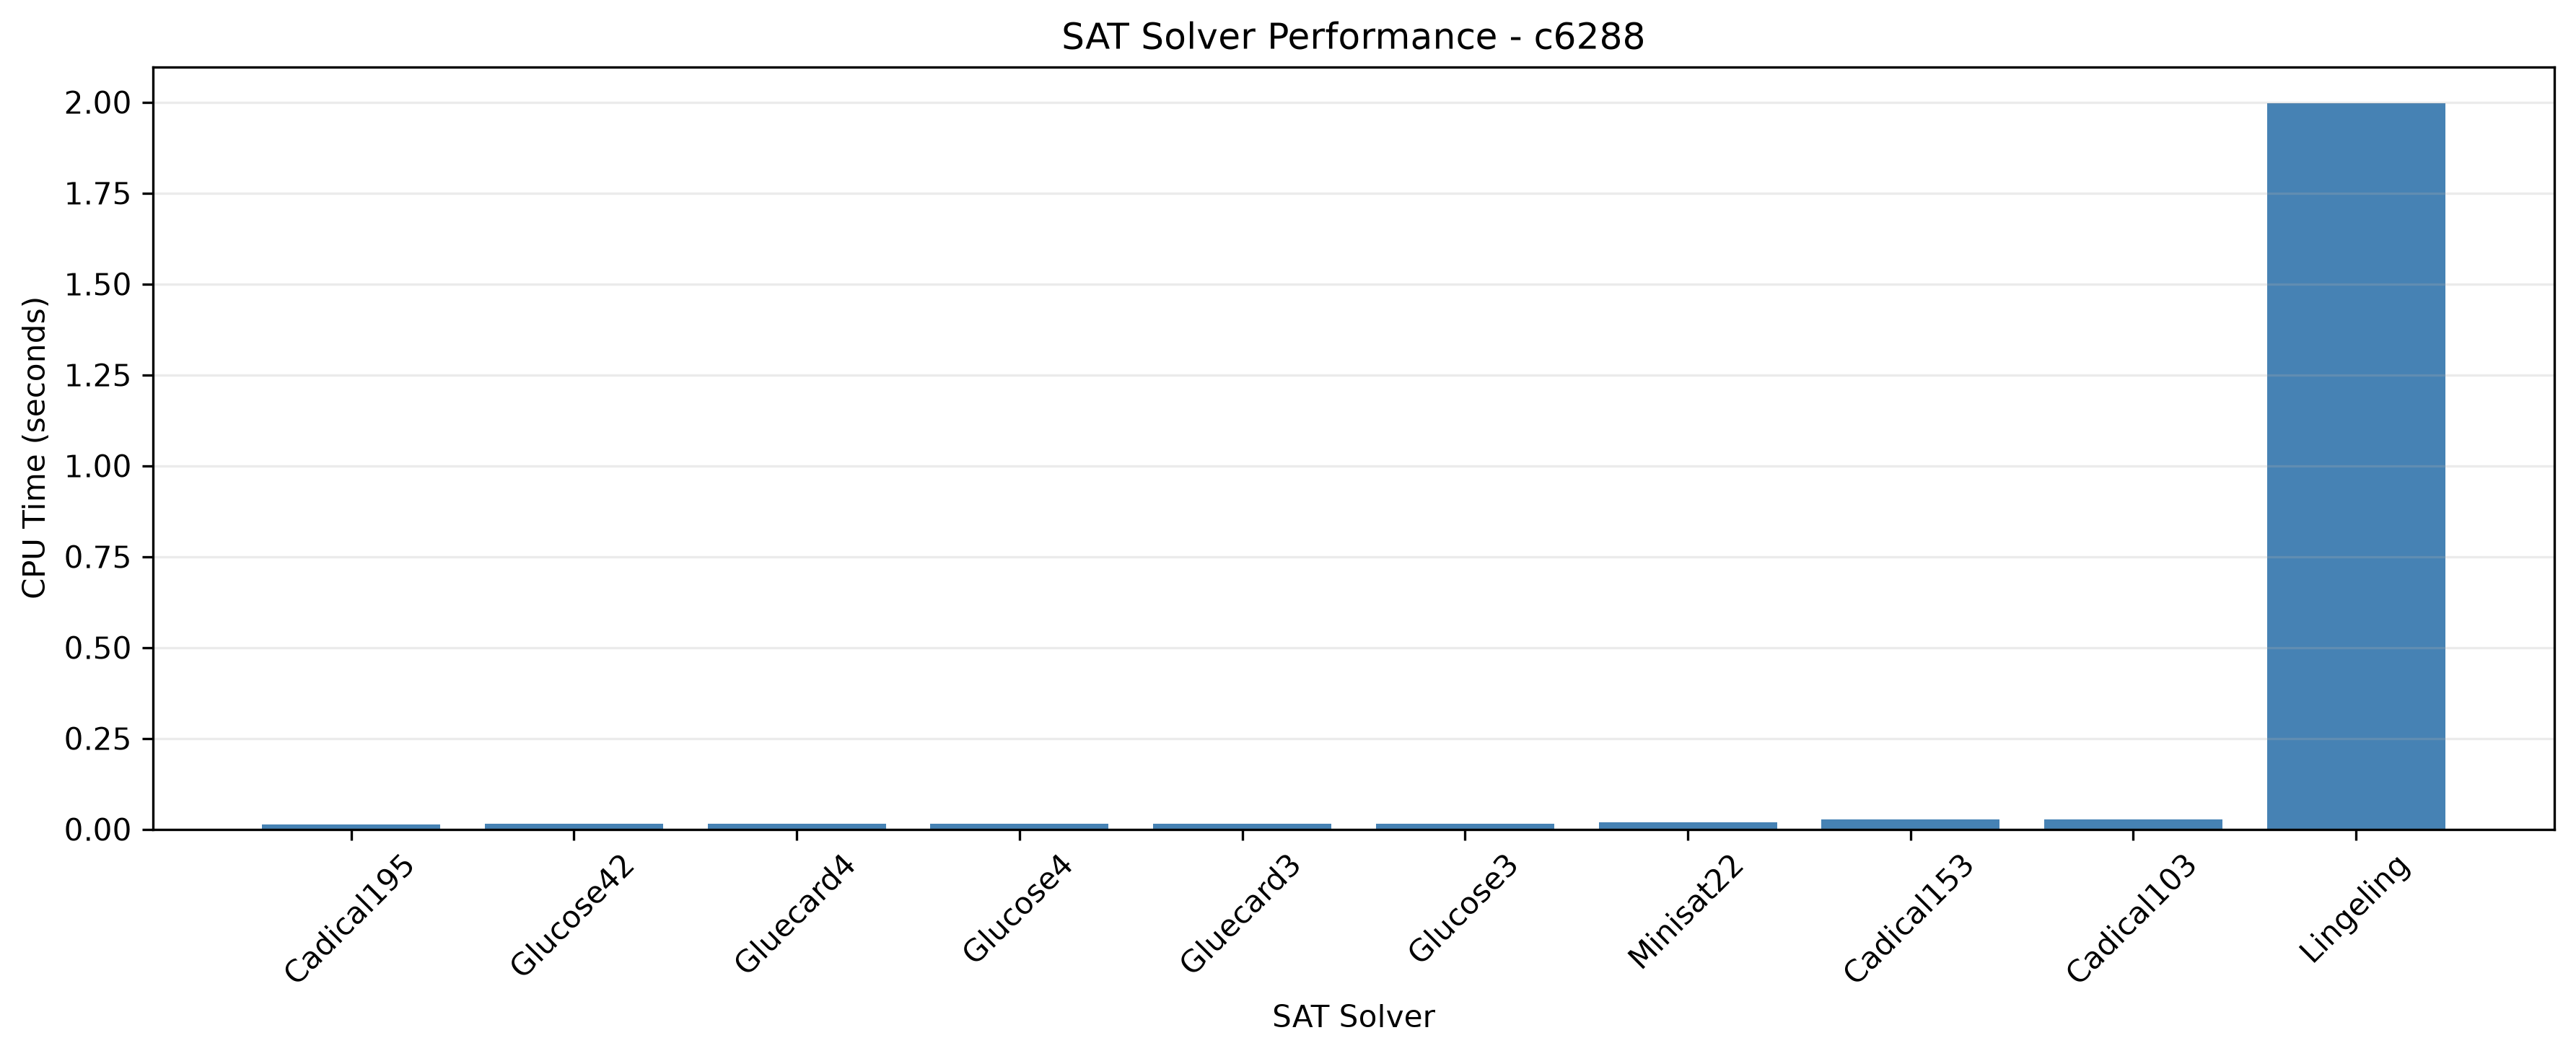 SAT Solver Performance - c6288
CPU Time (seconds)
2.00
1.75
1.50
1.25
1.00
0.75
0.50
0.25
0.00
Cadical195
Glucose42
Gluecard4
Glucose4
Gluecard3
Glucose3
Minisat22
Cadical153
Cadical103
Lingeling
SAT Solver